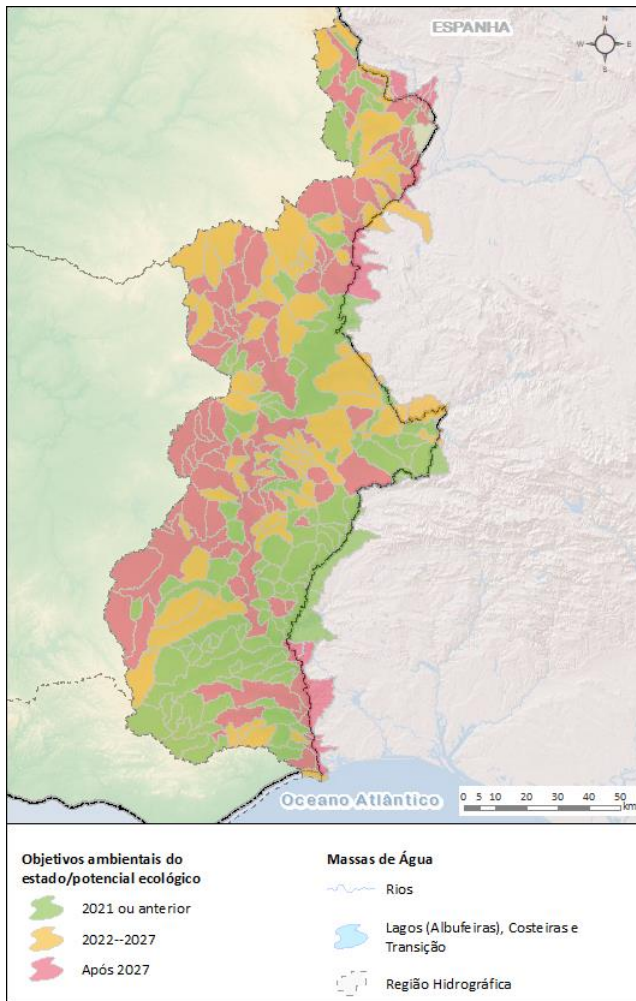 ESPANHA
N
W E
S
Oceano Atlântico
0 5 10 20 30 40 50
km
Objetivos ambientais do
estado/potencial ecológico
2021 ou anterior
2022--2027
Após 2027
Massas de Água
Rios
Lagos (Albufeiras), Costeiras e
Transição
Região Hidrográfica